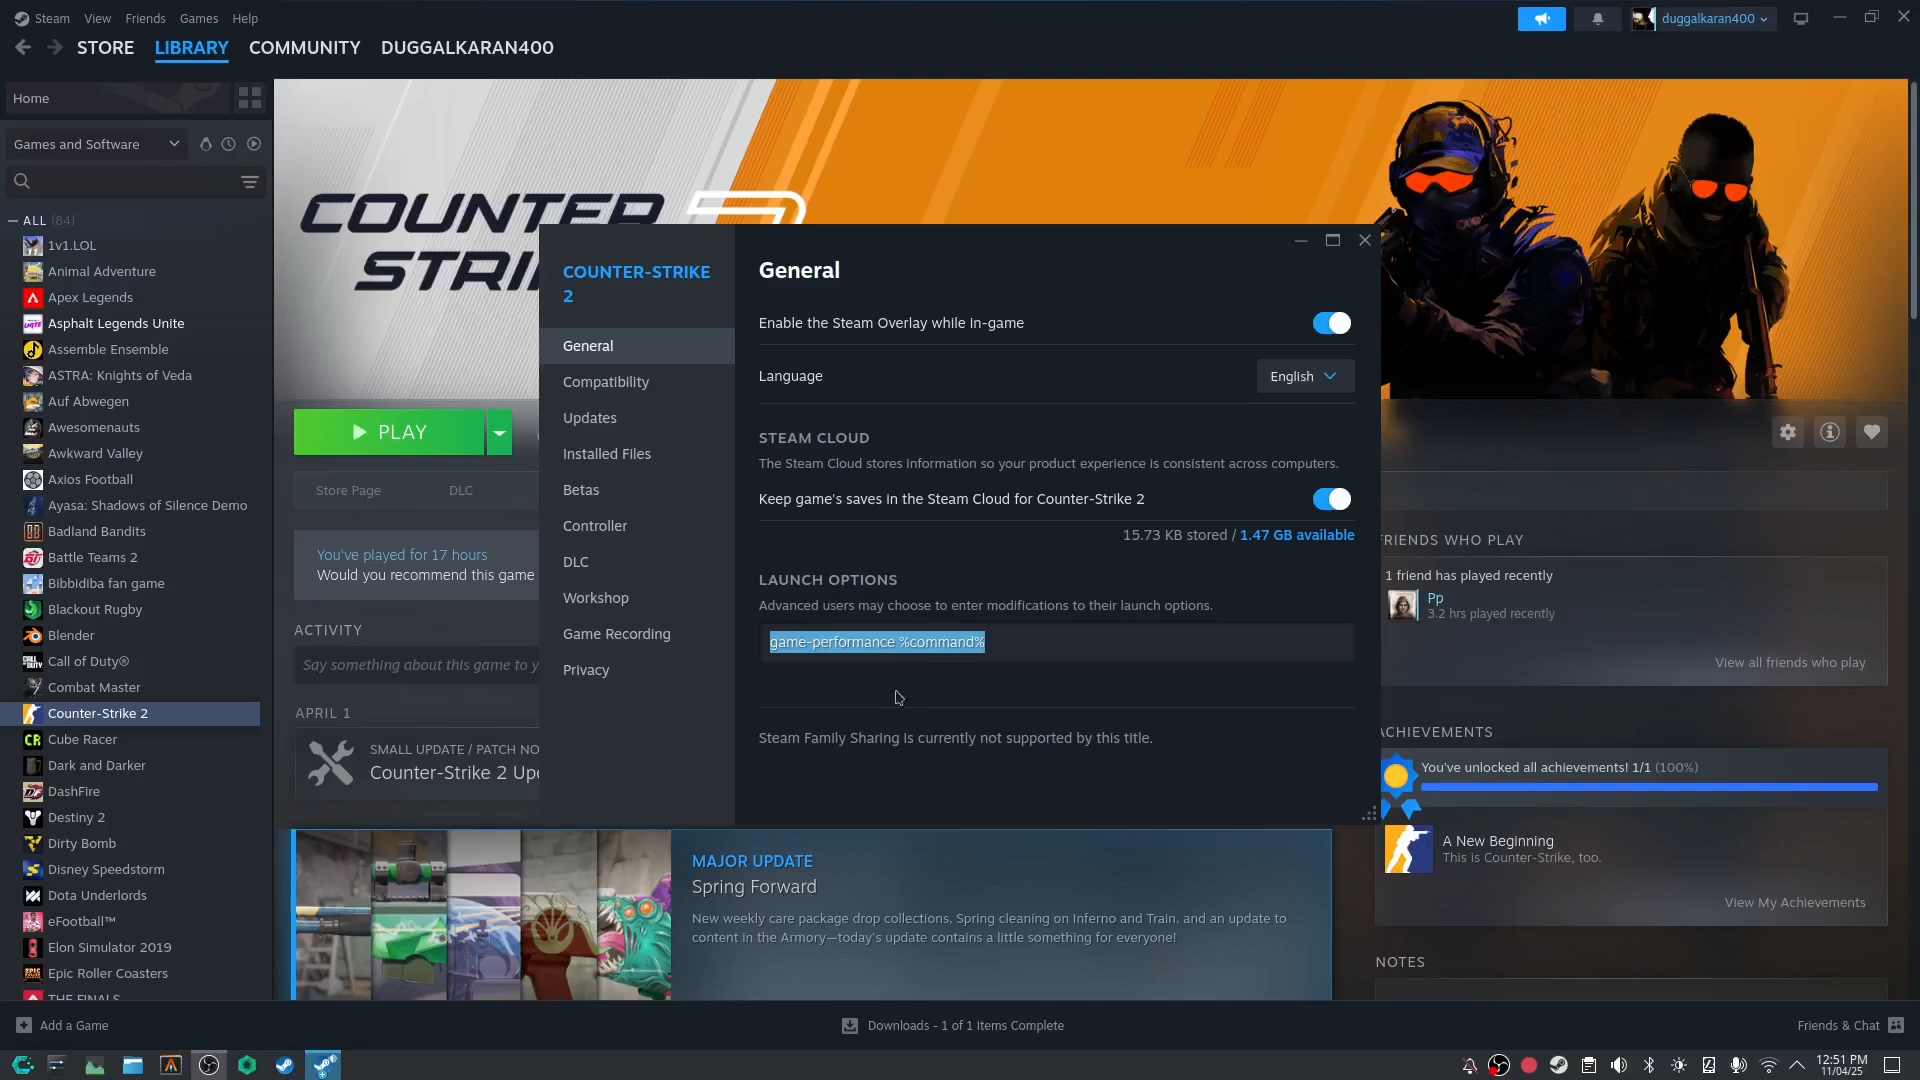 Steam View Friends Games Help
duggalkaran400
STORE LIBRARY COMMUNITY DUGGALKARAN400
Home
Games and Software
ALL (84)
1v1.LOL
Animal Adventure
Apex Legends
Asphalt Legends Unite
Assemble Ensemble
ASTRA: Knights of Veda
Auf Abwegen
Awesomenauts
Awkward Valley
Axios Football
Ayasa: Shadows of Silence Demo
Badland Bandits
Battle Teams 2
Bibbidiba fan game
Blackout Rugby
Blender
Call of Duty®
Combat Master
Counter-Strike 2
Cube Racer
Dark and Darker
DashFire
Destiny 2
Dirty Bomb
Disney Speedstorm
Dota Underlords
eFootball™
Elon Simulator 2019
Epic Roller Coasters
THE FINALS
COUNTER
STRI
PLAY
Store Page DLC
You've played for 17 hours
Would you recommend this game
ACTIVITY
Say something about this game to y
APRIL 1
SMALL UPDATE / PATCH NO
Counter-Strike 2 Upd
COUNTER-STRIKE
2
General
Compatibility
Updates
Installed Files
Betas
Controller
DLC
Workshop
Game Recording
Privacy
General
Enable the Steam Overlay while in-game
Language English
STEAM CLOUD
The Steam Cloud stores information so your product experience is consistent across computers.
Keep game's saves in the Steam Cloud for Counter-Strike 2
15.73 KB stored / 1.47 GB available
LAUNCH OPTIONS
Advanced users may choose to enter modifications to their launch options.
game-performance %command%
Steam Family Sharing is currently not supported by this title.
FRIENDS WHO PLAY
1 friend has played recently
Pp
3.2 hrs played recently
View all friends who play
ACHIEVEMENTS
You've unlocked all achievements! 1/1 (100%)
A New Beginning
This is Counter-Strike, too.
View My Achievements
NOTES
MAJOR UPDATE
Spring Forward
New weekly care package drop collections, Spring cleaning on Inferno and Train, and an update to
content in the Armory—today's update contains a little something for everyone!
Add a Game
Downloads - 1 of 1 Items Complete
Friends & Chat
12:51 PM
11/04/25